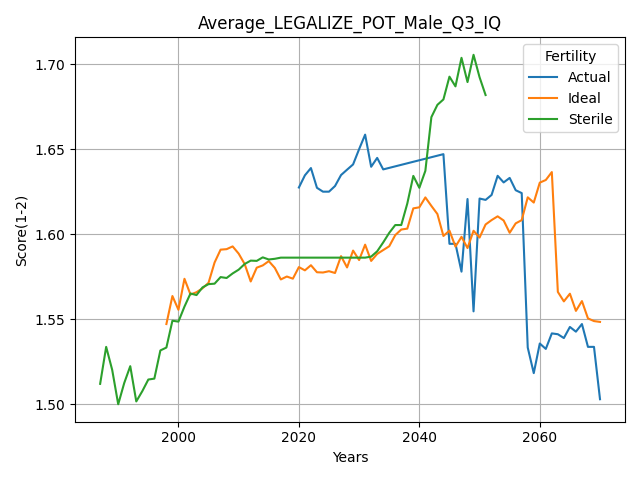 Average_LEGALIZE_POT_Male_Q3_IQ
Fertility
Actual
Ideal
Sterile
Score(1-2)
1.70
1.65
1.60
1.55
1.50
2000 2020 2040 2060
Years